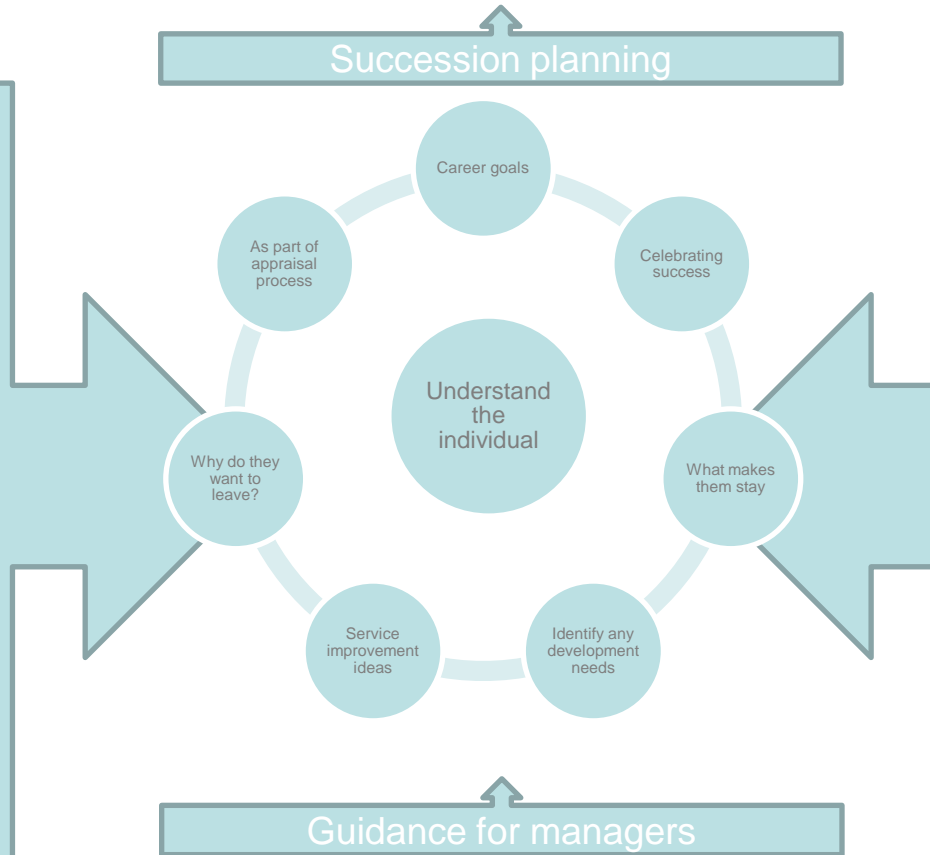 Succession planning
Career goals
As part of
appraisal
process
Celebrating
success
Understand
the
individual
Why do they
want to
leave?
What makes
them stay
Service
improvement
ideas
Identify any
development
needs
Guidance for managers